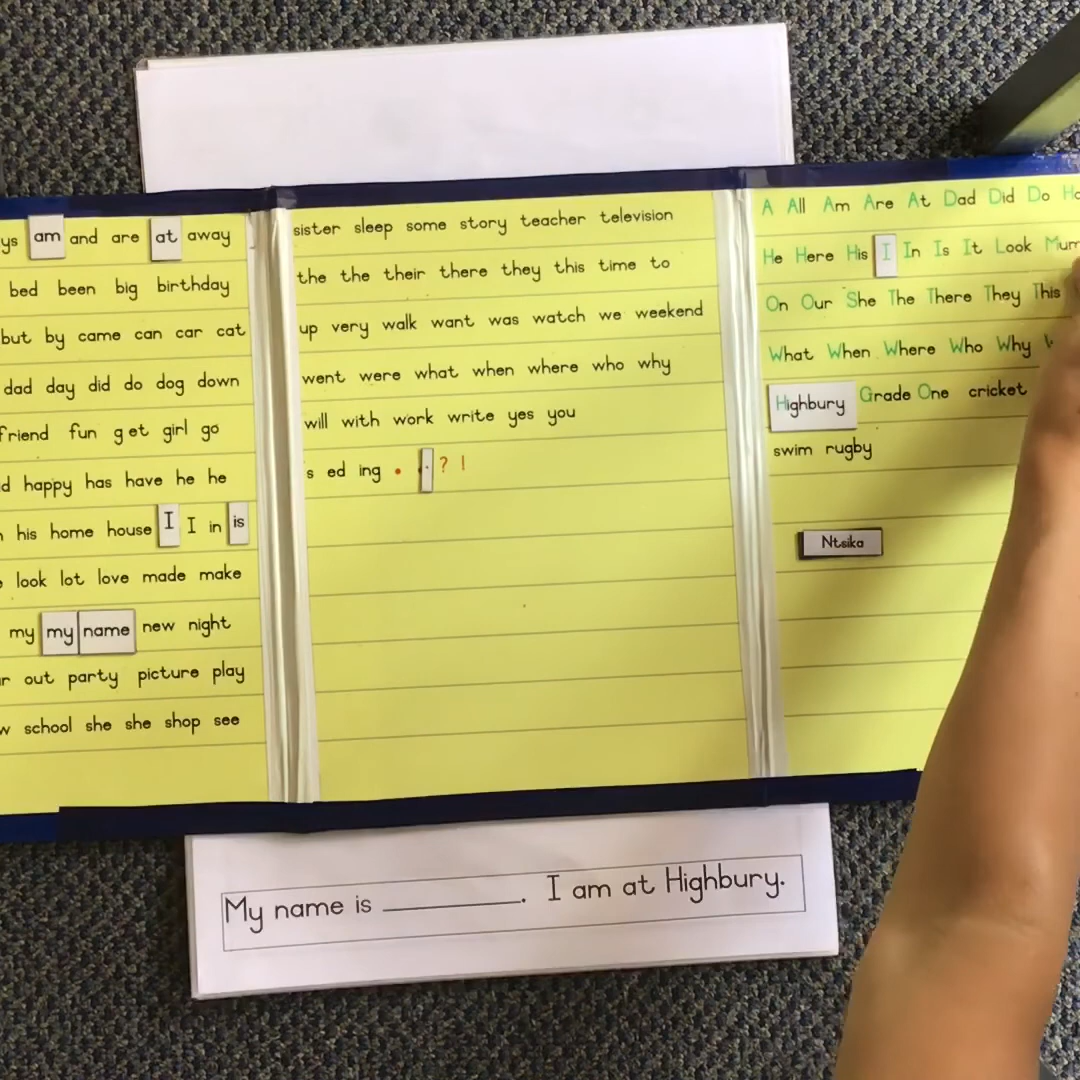 am and are at away
bed been big birthday
but by came can car cat
dad day did do dog down
friend fun get girl go
happy has have he he
his home house I I in is
look lot love made make
my my name new night
out party picture play
school she she shop see
sister sleep some story teacher television
the the their there they this time to
up very walk want was watch we weekend
went were what when where who why
will with work write yes you
s ed ing . . ? !
A All Am Are At Dad Did Do
He Here His I In Is It Look
On Our She The There They This
What When Where Who Why
Highbury Grade One cricket
swim rugby
Ntsika
My name is __________. I am at Highbury.